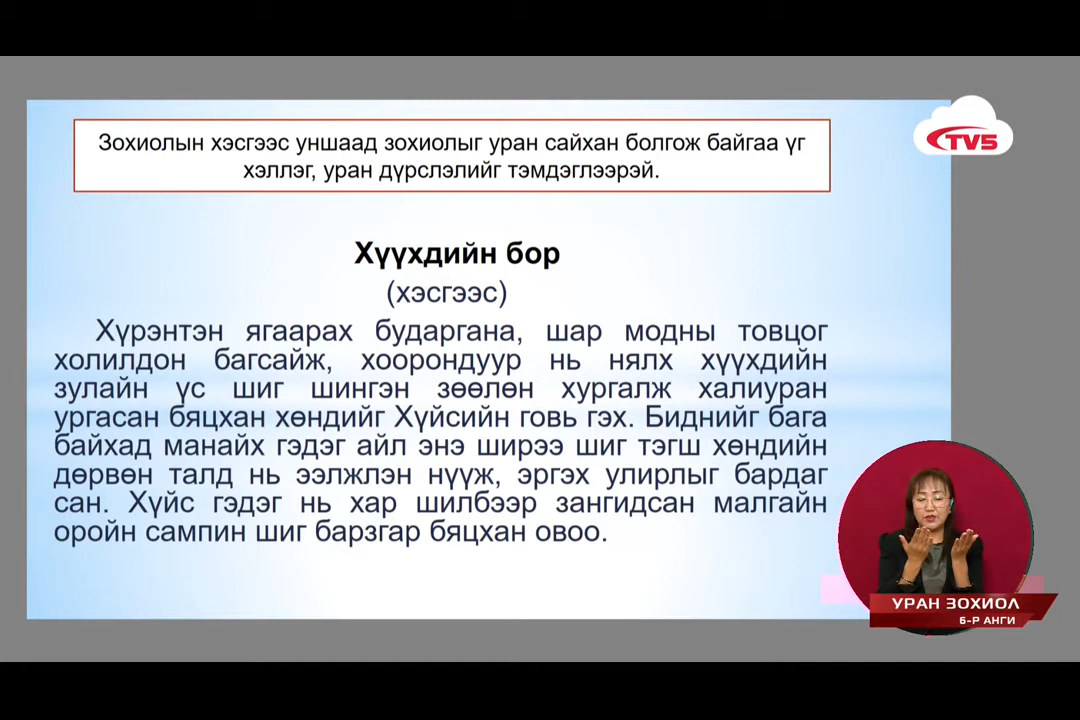 Зохиолын хэсгээс уншаад зохиолыг уран сайхан болгож байгаа үг
хэллэг, уран дүрслэлийг тэмдэглээрэй.
TV5
Хүүхдийн бор
(хэсгээс)
Хүрэнтэн ягаарах бударгана, шар модны товцог
холилдон багсайж, хоорондуур нь нялх хүүхдийн
зулайн үс шиг шингэн зөөлөн хургалж халиуран
ургасан бяцхан хөндийг Хүйсийн говь гэх. Биднийг бага
байхад манайх гэдэг айл энэ ширээ шиг тэгш хөндийн
дөрвөн талд нь ээлжлэн нүүж, эргэх улирлыг бардаг
сан. Хүйс гэдэг нь хар шилбээр зангидсан малгайн
оройн сампин шиг барзгар бяцхан овоо.
УРАН ЗОХИОЛ
6-Р АНГИ